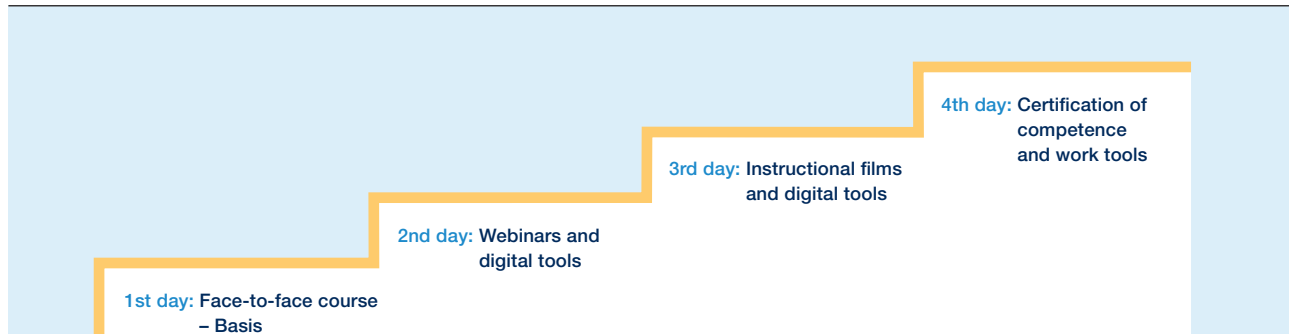 4th day: Certification of
competence
and work tools
3rd day: Instructional films
and digital tools
2nd day: Webinars and
digital tools
1st day: Face-to-face course
– Basis